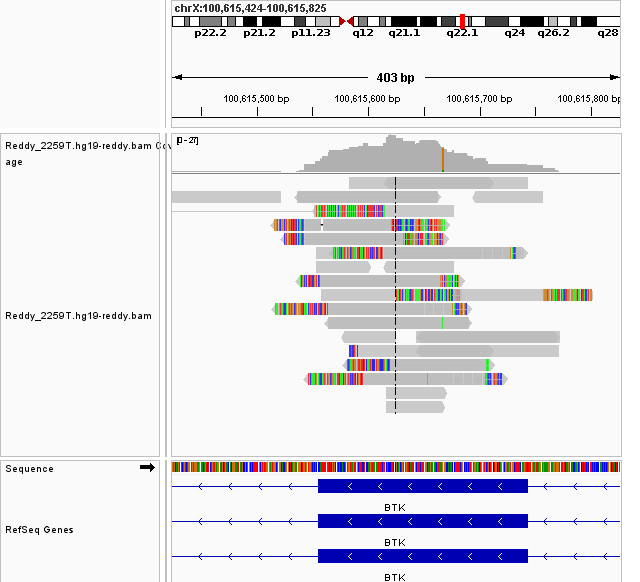 chrX:100,615,424-100,615,825
p22.2 p21.2 p11.23 q12 q21.1 q22.1 q24 q26.2 q28
403 bp
100,615,500 bp 100,615,600 bp 100,615,700 bp 100,615,800 bp
Reddy_2259T.hg19-reddy.bam Cov
age
[0 - 27]
Reddy_2259T.hg19-reddy.bam
Sequence
BTK
RefSeq Genes
BTK
BTK